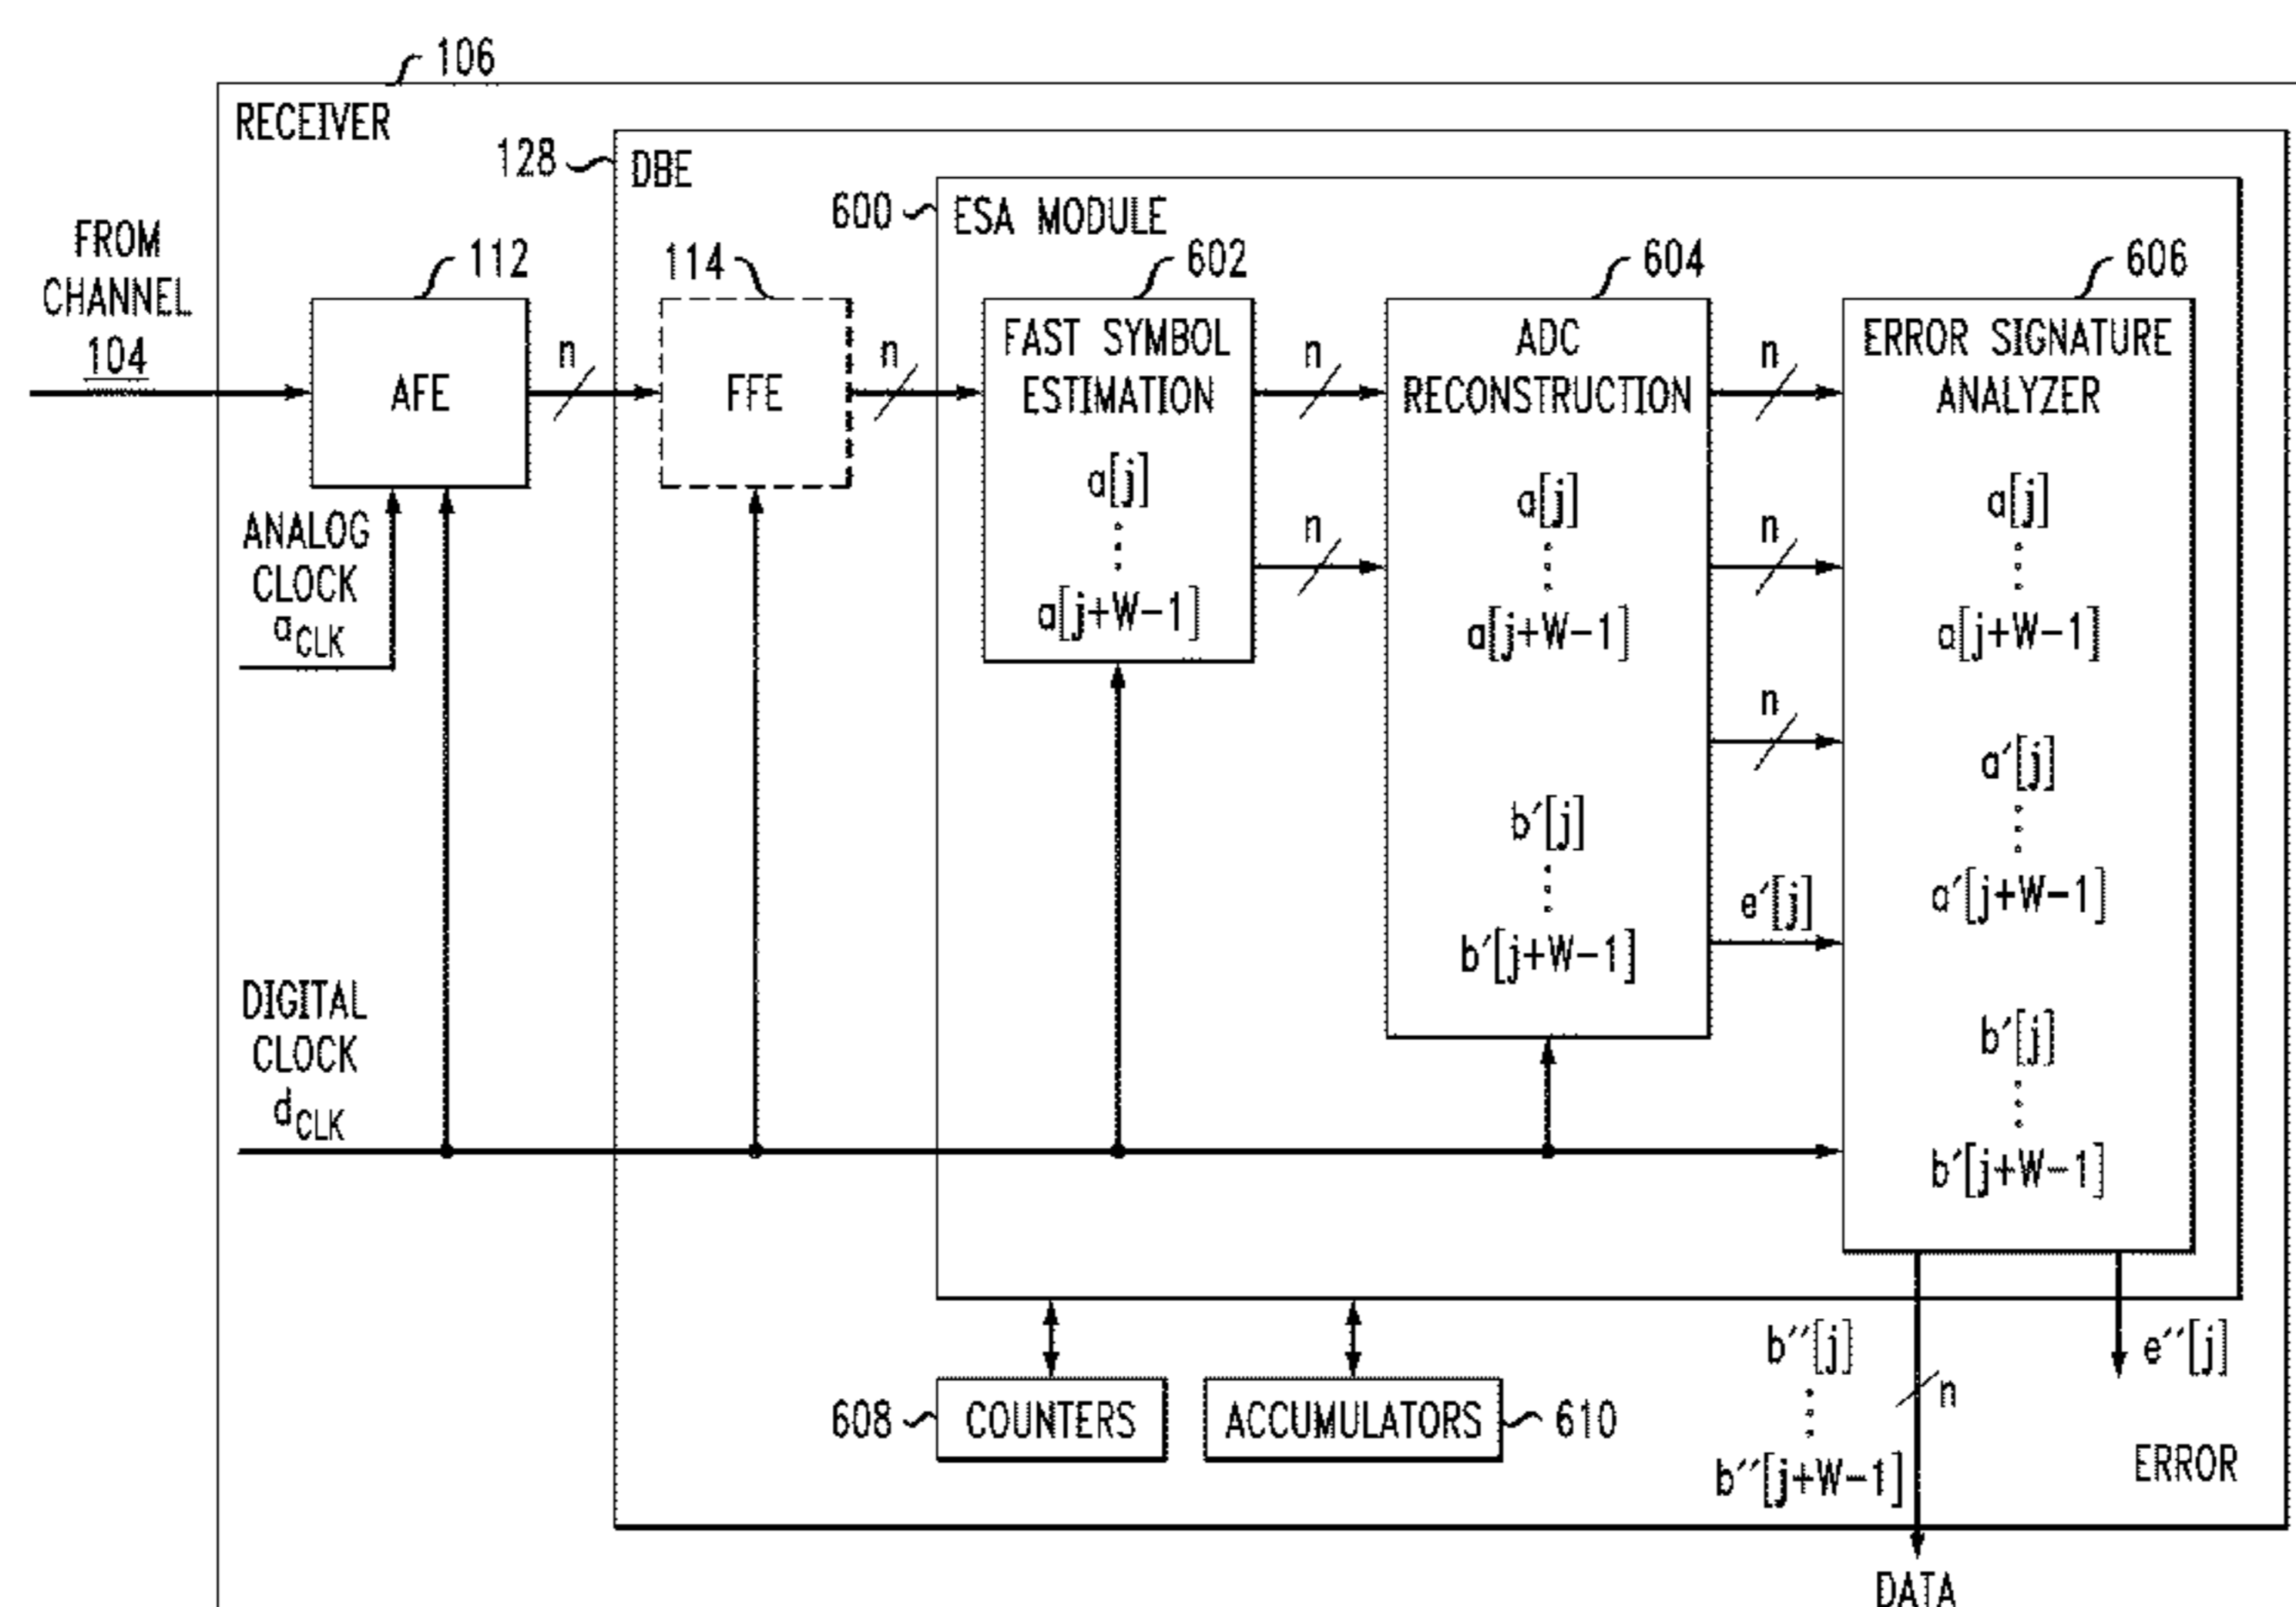 106
RECEIVER
128
DBE
600
ESA MODULE
FROM
CHANNEL
104
112
AFE
n
114
FFE
n
602
FAST SYMBOL
ESTIMATION
a[j]
a[j+W-1]
n
n
604
ADC
RECONSTRUCTION
a[j]
a[j+W-1]
b'[j]
b'[j+W-1]
n
n
n
e'[j]
606
ERROR SIGNATURE
ANALYZER
a[j]
a[j+W-1]
a'[j]
a'[j+W-1]
b'[j]
b'[j+W-1]
ANALOG
CLOCK
aCLK
DIGITAL
CLOCK
dCLK
608
COUNTERS
ACCUMULATORS
610
b''[j]
b''[j+W-1]
n
e''[j]
ERROR
DATA